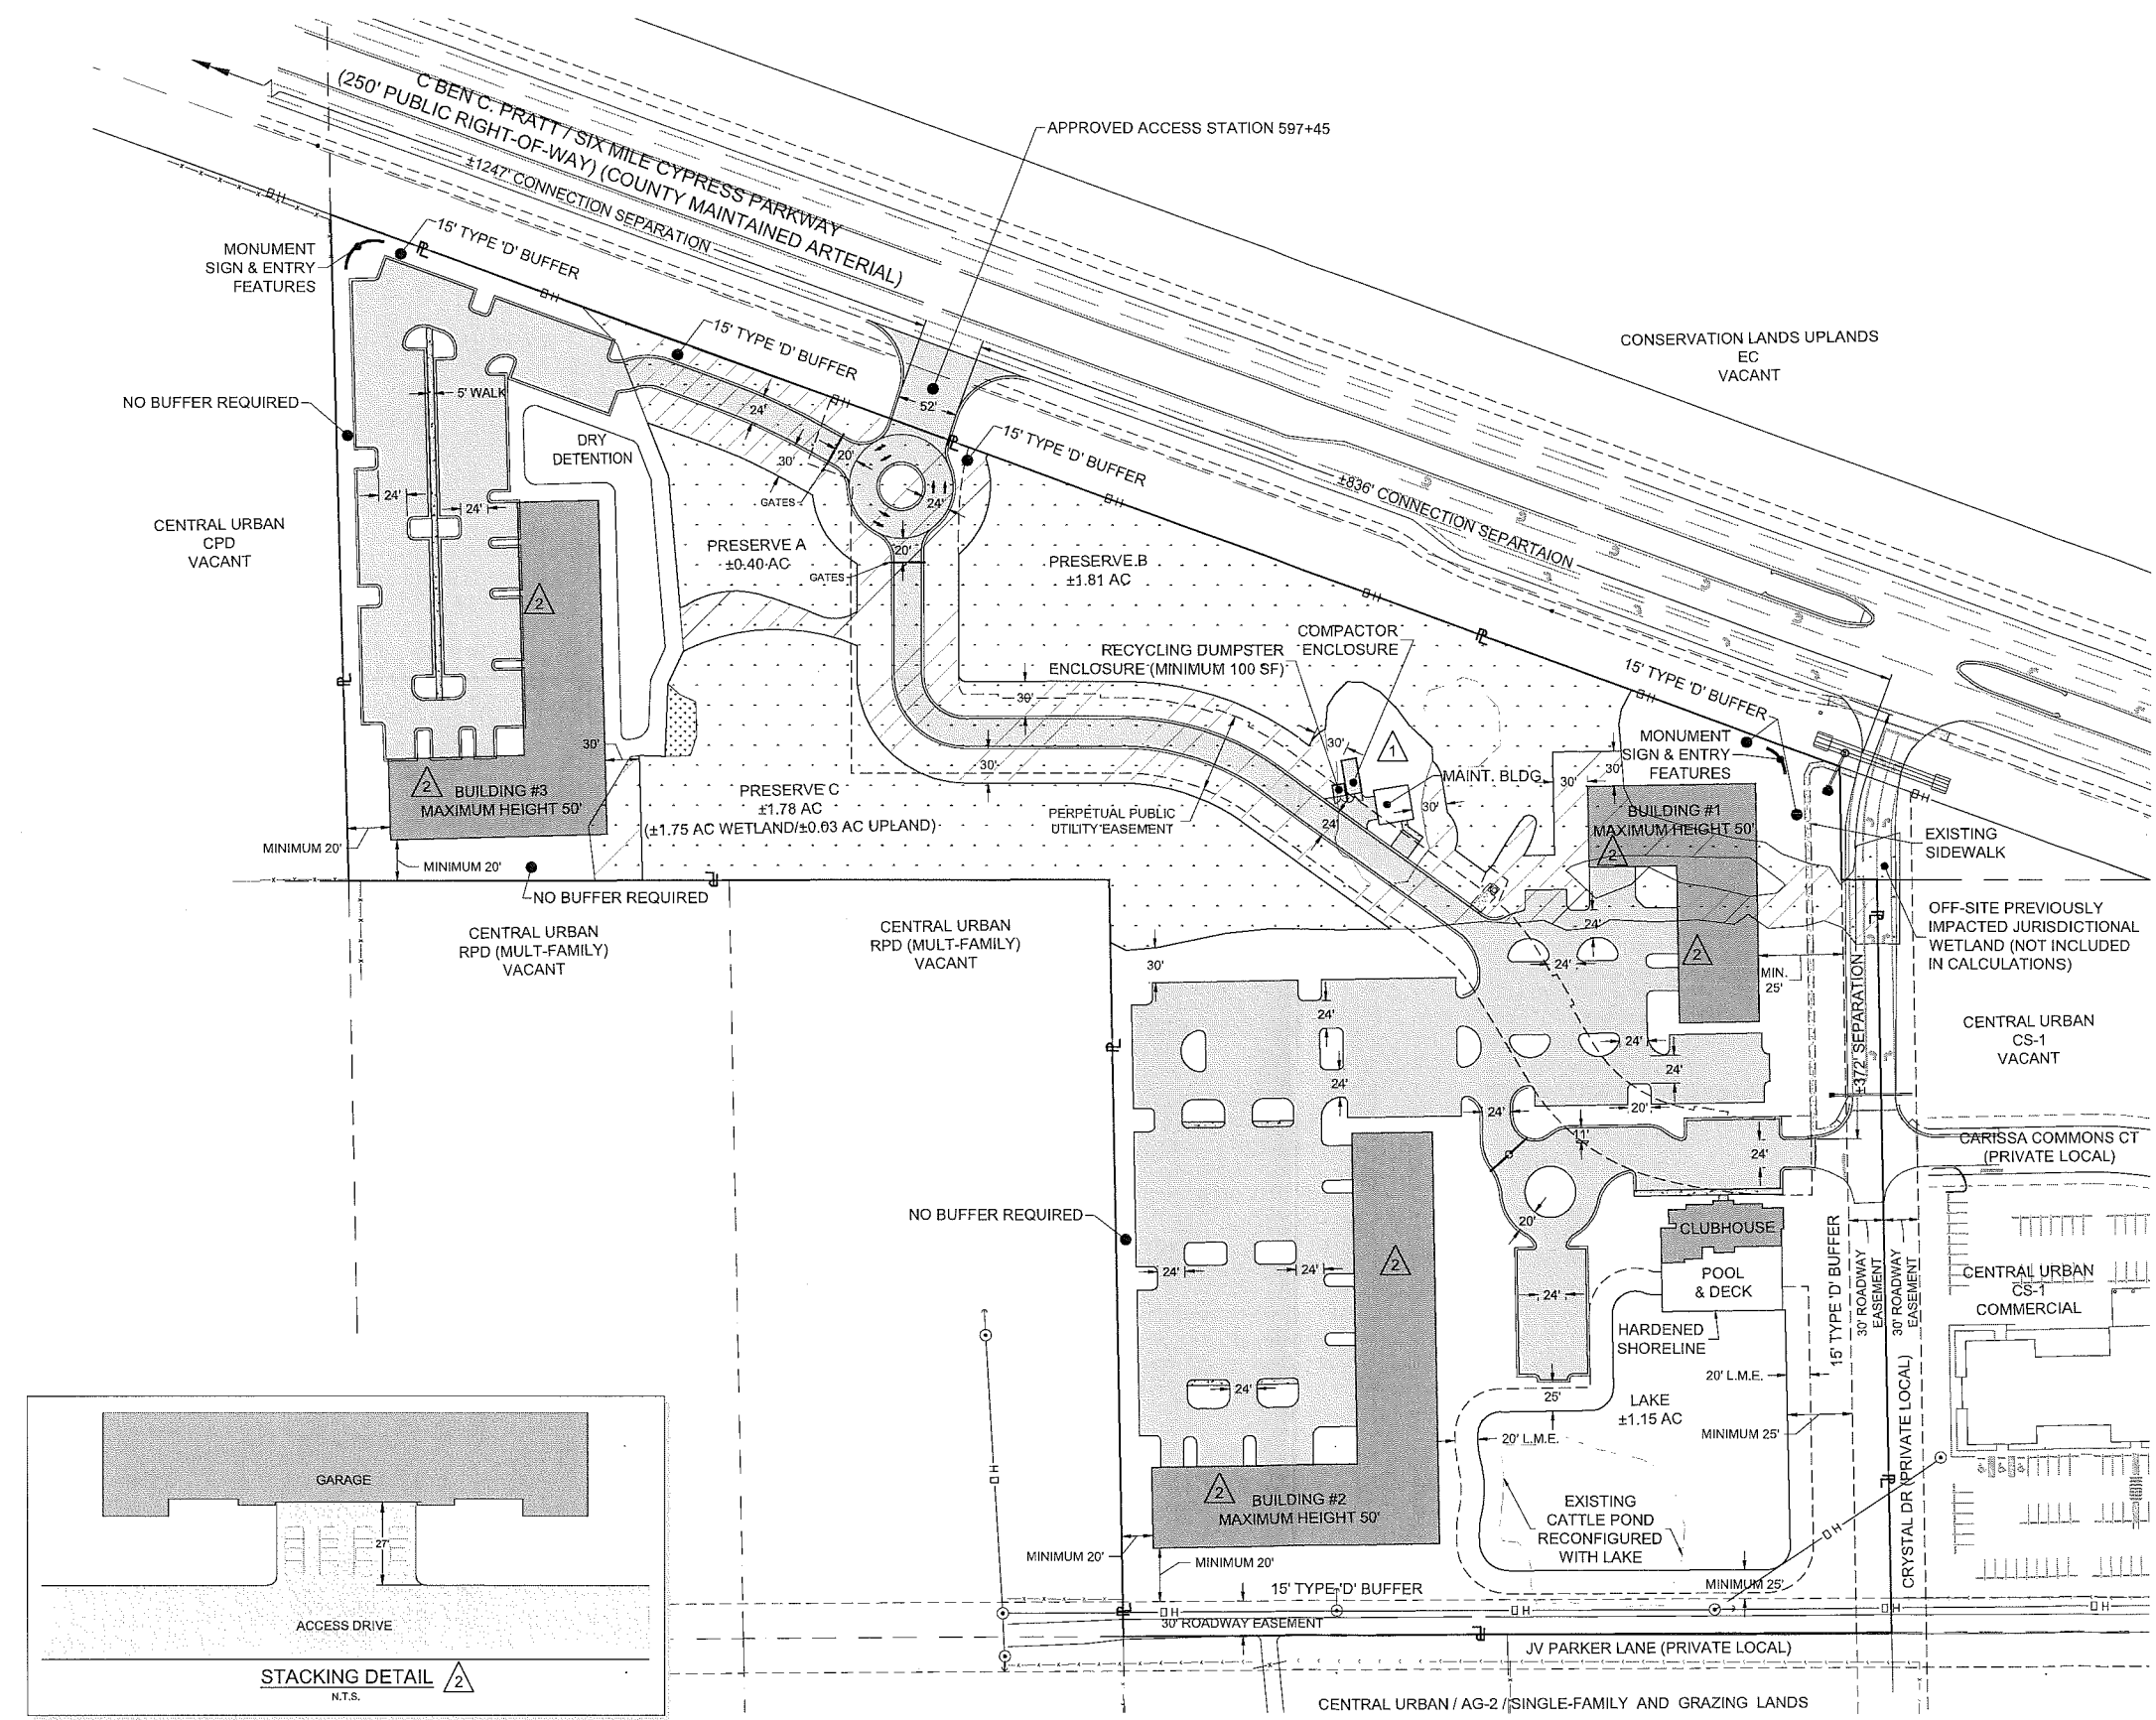 C BEN C. PRATT / SIX MILE CYPRESS PARKWAY
(250' PUBLIC RIGHT-OF-WAY) (COUNTY MAINTAINED ARTERIAL)
±1247' CONNECTION SEPARATION
APPROVED ACCESS STATION 597+45
MONUMENT
SIGN & ENTRY
FEATURES
15' TYPE 'D' BUFFER
15' TYPE 'D' BUFFER
CONSERVATION LANDS UPLANDS
EC
VACANT
NO BUFFER REQUIRED
5' WALK
24'
52'
DRY
DETENTION
30'
20'
GATES
15' TYPE 'D' BUFFER
±836' CONNECTION SEPARTAION
24'
24'
24'
CENTRAL URBAN
CPD
VACANT
PRESERVE A
±0.40 AC
20'
GATES
PRESERVE B
±1.81 AC
2
COMPACTOR
ENCLOSURE
RECYCLING DUMPSTER
ENCLOSURE (MINIMUM 100 SF)
15' TYPE 'D' BUFFER
30'
30'
30'
30'
1
MONUMENT
SIGN & ENTRY
FEATURES
MAINT. BLDG.
30'
30'
30'
2
BUILDING #3
MAXIMUM HEIGHT 50'
PRESERVE C
±1.78 AC
(±1.75 AC WETLAND/±0.03 AC UPLAND)
PERPETUAL PUBLIC
UTILITY EASEMENT
24'
BUILDING #1
MAXIMUM HEIGHT 50'
2
EXISTING
SIDEWALK
MINIMUM 20'
MINIMUM 20'
NO BUFFER REQUIRED
CENTRAL URBAN
RPD (MULT-FAMILY)
VACANT
CENTRAL URBAN
RPD (MULT-FAMILY)
VACANT
OFF-SITE PREVIOUSLY
IMPACTED JURISDICTIONAL
WETLAND (NOT INCLUDED
IN CALCULATIONS)
24'
24'
2
MIN.
25'
30'
24'
24'
24'
24'
±372' SEPARATION
CENTRAL URBAN
CS-1
VACANT
24'
20'
11'
24'
CARISSA COMMONS CT
(PRIVATE LOCAL)
NO BUFFER REQUIRED
20'
CLUBHOUSE
POOL
& DECK
24'
24'
2
24'
HARDENED
SHORELINE
15' TYPE 'D' BUFFER
30' ROADWAY
EASEMENT
30' ROADWAY
EASEMENT
CENTRAL URBAN
CS-1
COMMERCIAL
24'
25'
LAKE
±1.15 AC
20' L.M.E.
20' L.M.E.
MINIMUM 25'
CRYSTAL DR (PRIVATE LOCAL)
2
BUILDING #2
MAXIMUM HEIGHT 50'
EXISTING
CATTLE POND
RECONFIGURED
WITH LAKE
MINIMUM 20'
MINIMUM 20'
MINIMUM 25'
15' TYPE 'D' BUFFER
30' ROADWAY EASEMENT
JV PARKER LANE (PRIVATE LOCAL)
CENTRAL URBAN / AG-2 / SINGLE-FAMILY AND GRAZING LANDS
GARAGE
27'
ACCESS DRIVE
STACKING DETAIL 2
N.T.S.